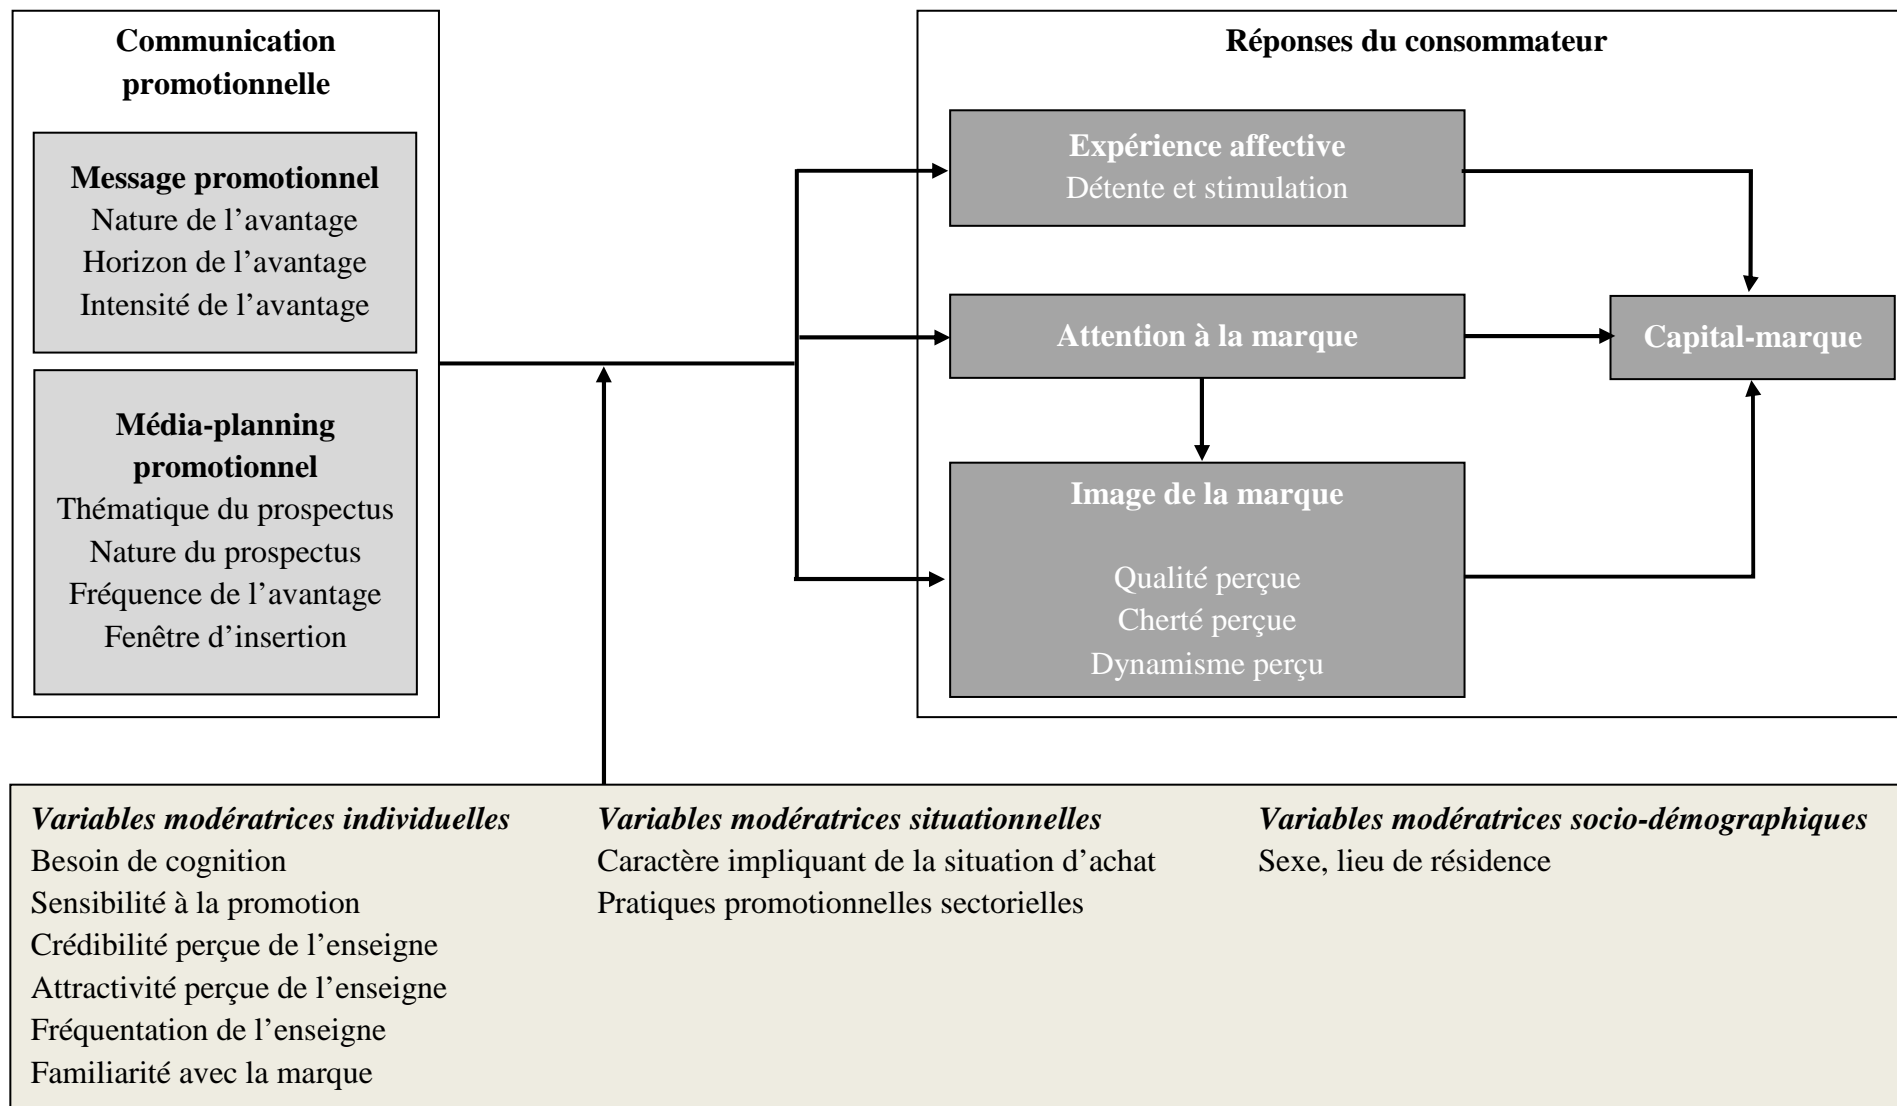 Communication
promotionnelle
Message promotionnel
Nature de l’avantage
Horizon de l’avantage
Intensité de l’avantage
Média-planning
promotionnel
Thématique du prospectus
Nature du prospectus
Fréquence de l’avantage
Fenêtre d’insertion
Réponses du consommateur
Expérience affective
Détente et stimulation
Attention à la marque
Capital-marque
Image de la marque
Qualité perçue
Cherté perçue
Dynamisme perçu
Variables modératrices individuelles
Besoin de cognition
Sensibilité à la promotion
Crédibilité perçue de l’enseigne
Attractivité perçue de l’enseigne
Fréquentation de l’enseigne
Familiarité avec la marque
Variables modératrices situationnelles
Caractère impliquant de la situation d’achat
Pratiques promotionnelles sectorielles
Variables modératrices socio-démographiques
Sexe, lieu de résidence